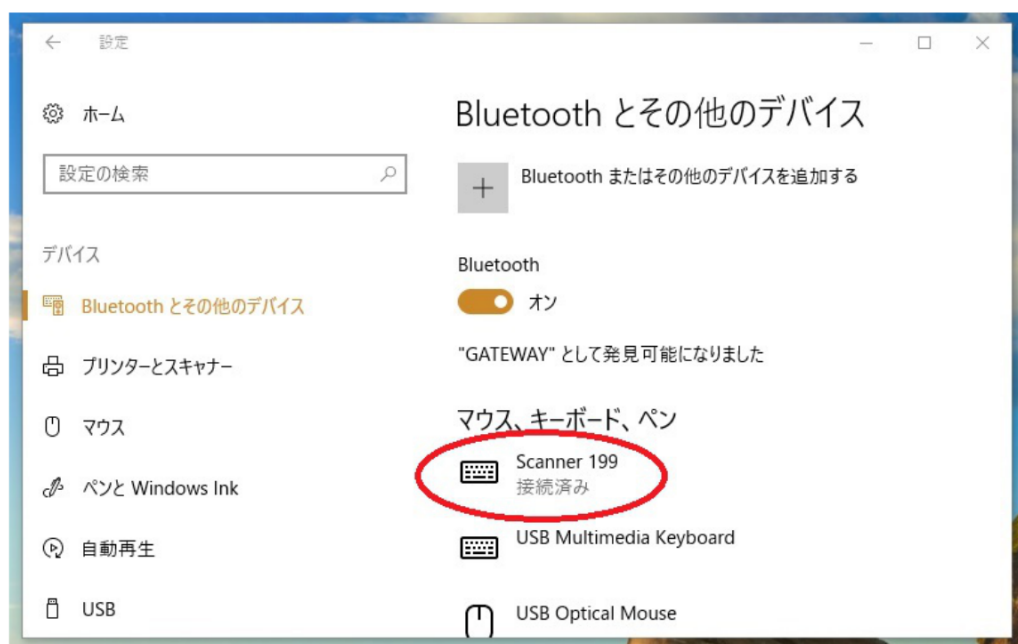 設定
ホーム
設定の検索
デバイス
Bluetooth とその他のデバイス
プリンターとスキャナー
マウス
ペンと Windows Ink
自動再生
USB
Bluetooth とその他のデバイス
Bluetooth またはその他のデバイスを追加する
Bluetooth
オン
"GATEWAY" として発見可能になりました
マウス、キーボード、ペン
Scanner 199
接続済み
USB Multimedia Keyboard
USB Optical Mouse